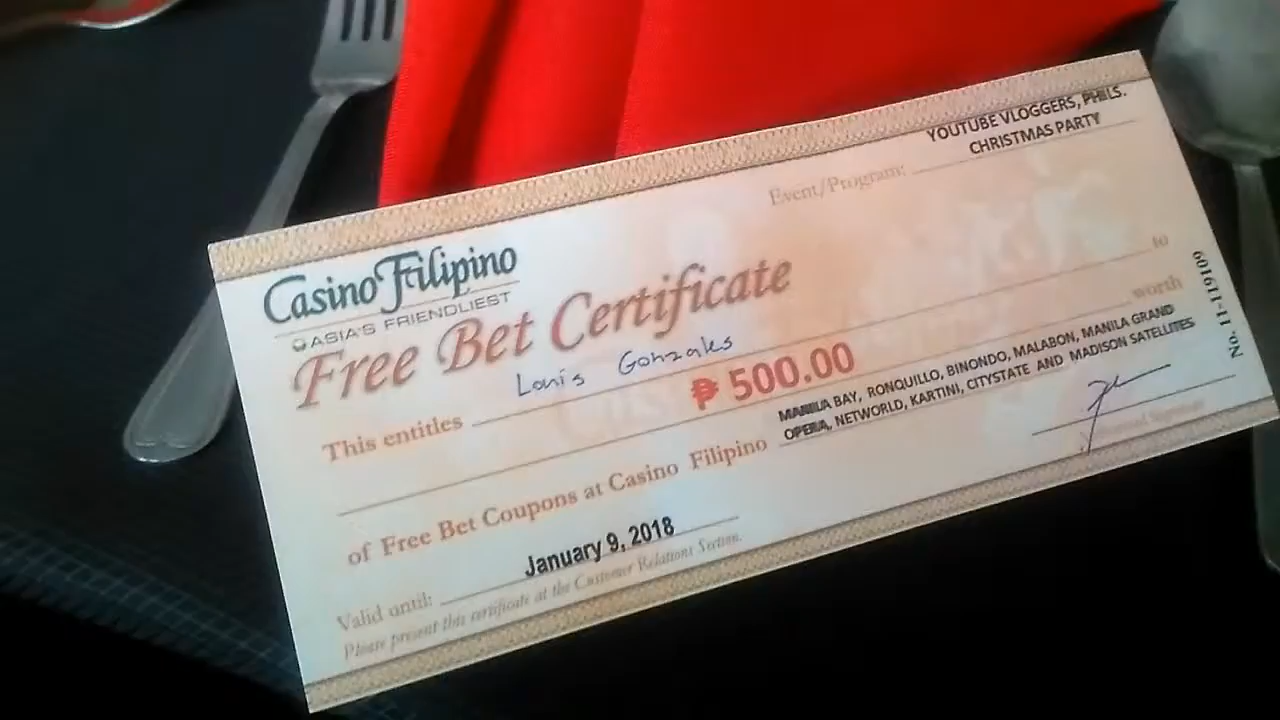 YOUTUBE VLOGGERS, PHILS.
Event/Program: CHRISTMAS PARTY
Casino Filipino
ASIA'S FRIENDLIEST
Free Bet Certificate
This entitles Louis Gonzales to
₱ 500.00 worth
of Free Bet Coupons at Casino Filipino MANILA BAY, RONQUILLO, BINONDO, MALABON, MANILA GRAND
OPERA, NETWORLD, KARTINI, CITYSTATE AND MADISON SATELLITES
Valid until: January 9, 2018
Please present this certificate at the Customer Relations Section.
No. 11-119109